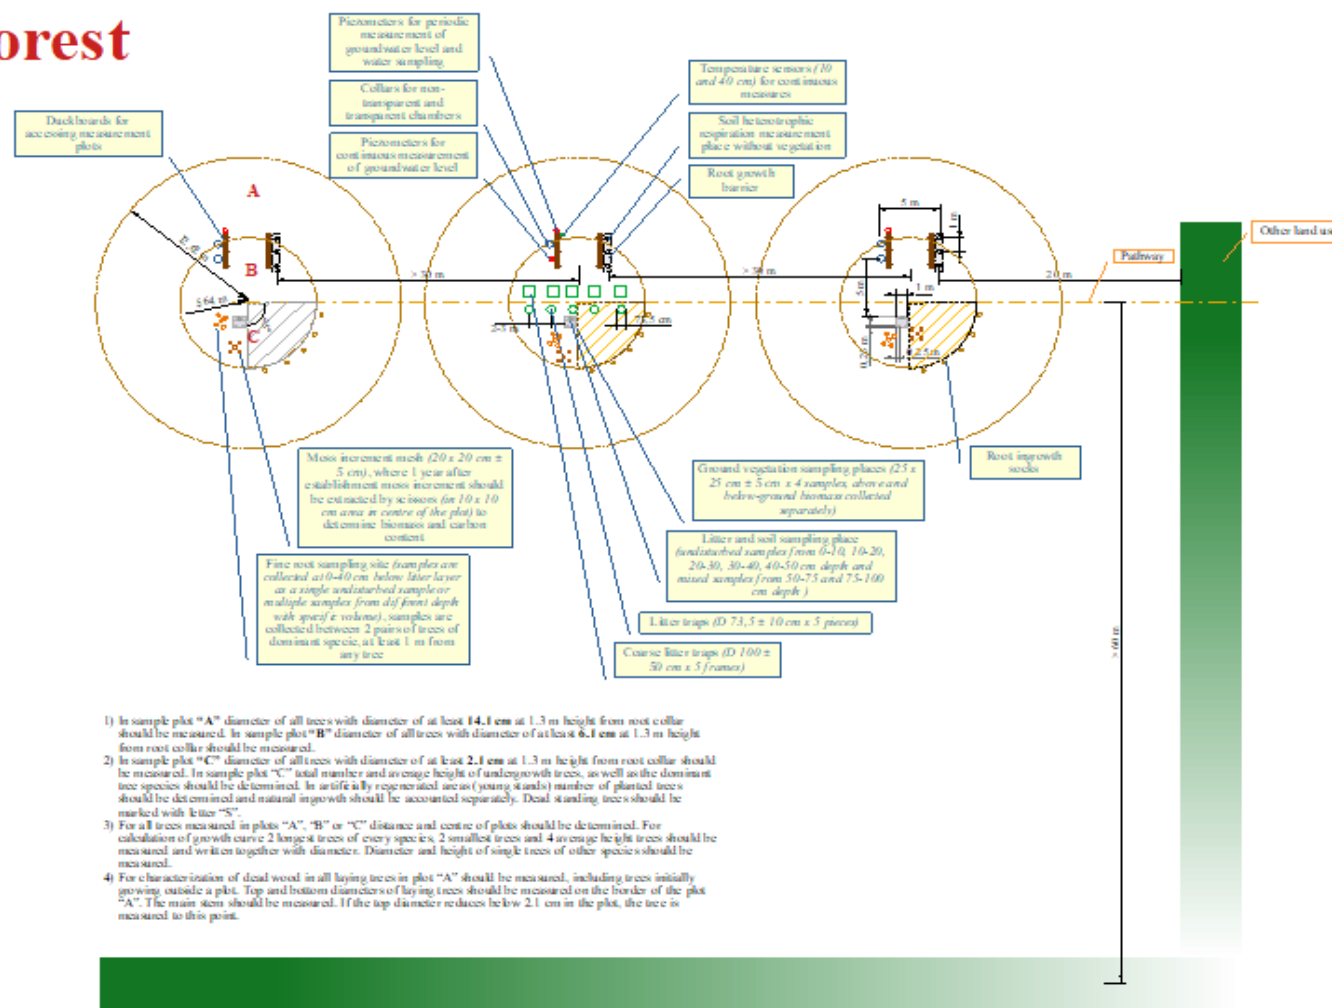 orest
Piezometers for periodic
measurement of
groundwater level and
water sampling
Collars for non-
transparent and
transparent chambers
Piezometers for
continuous measurement
of groundwater level
Temperature sensors (10
and 40 cm) for continuous
measures
Soil heterotrophic
respiration measurement
place without vegetation
Root growth
barrier
Duckboards for
accessing measurement
plots
A
B
C
5 m
1 m
Other land us
Pathway
20 m
5 m
1 m
5.64 m
2-3 m
0.25 m
> 60 m
Root ingrowth
socks
Moss increment mesh (20 x 20 cm ±
5 cm), where 1 year after
establishment moss increment should
be extracted by scissors (in 10 x 10
cm area in centre of the plot) to
determine biomass and carbon
content
Ground vegetation sampling places (25 x
25 cm ± 5 cm x 4 samples, above and
below-ground biomass collected
separately)
Litter and soil sampling place
(undisturbed samples from 0-10, 10-20,
20-30, 30-40, 40-50 cm depth and
mixed samples from 50-75 and 75-100
cm depth )
Fine root sampling site (samples are
collected at 0-40 cm below litter layer
as a single undisturbed sample or
multiple samples from different depth
with specific volume), samples are
collected between 2 pairs of trees of
dominant specie, at least 1 m from
any tree
Litter traps (D 73,5 ± 10 cm x 5 pieces)
Coarse litter traps (D 100 ±
50 cm x 5 frames)
1) In sample plot “A” diameter of all trees with diameter of at least 14.1 cm at 1.3 m height from root collar
should be measured. In sample plot “B” diameter of all trees with diameter of at least 6.1 cm at 1.3 m height
from root collar should be measured.
2) In sample plot “C” diameter of all trees with diameter of at least 2.1 cm at 1.3 m height from root collar should
be measured. In sample plot “C” total number and average height of undergrowth trees, as well as the dominant
tree species should be determined. In artificially regenerated areas (young stands) number of planted trees
should be determined and natural ingrowth should be accounted separately. Dead standing trees should be
marked with letter “S”.
3) For all trees measured in plots “A”, “B” or “C” distance and centre of plots should be determined. For
calculation of growth curve 2 longest trees of every species, 2 smallest trees and 4 average height trees should be
measured and written together with diameter. Diameter and height of single trees of other species should be
measured.
4) For characterization of dead wood in all laying trees in plot “A” should be measured, including trees initially
growing outside a plot. Top and bottom diameters of laying trees should be measured on the border of the plot
“A”. The main stem should be measured. If the top diameter reduces below 2.1 cm in the plot, the tree is
measured to this point.